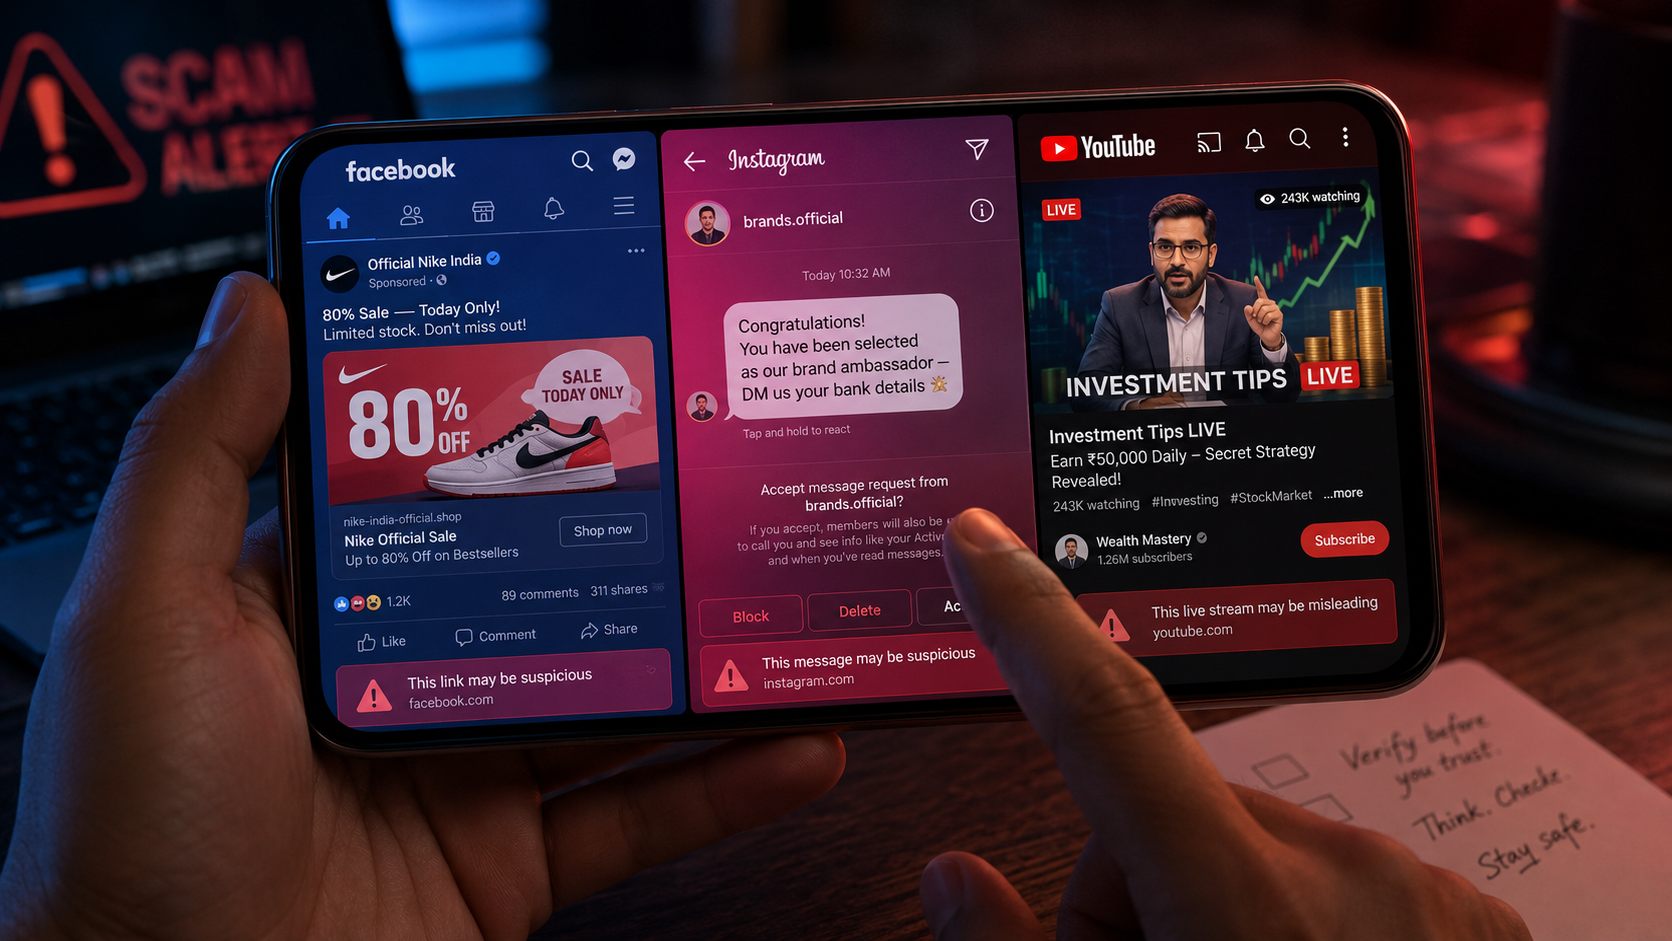 SCAM
ALERT
facebook
Official Nike India
Sponsored ·
80% Sale — Today Only!
Limited stock. Don't miss out!
80% OFF
SALE
TODAY ONLY
nike-india-official.shop
Nike Official Sale
Up to 80% Off on Bestsellers
Shop now
1.2K
89 comments 311 shares
Like Comment Share
This link may be suspicious
facebook.com
Instagram
brands.official
Today 10:32 AM
Congratulations!
You have been selected
as our brand ambassador –
DM us your bank details
Tap and hold to react
Accept message request from
brands.official?
If you accept, members will also be
to call you and see info like your Activ
and when you've read messages.
Block Delete Ac
This message may be suspicious
instagram.com
YouTube
LIVE
243K watching
INVESTMENT TIPS LIVE
Investment Tips LIVE
Earn ₹50,000 Daily – Secret Strategy
Revealed!
243K watching #Investing #StockMarket ...more
Wealth Mastery
1.26M subscribers
Subscribe
This live stream may be misleading
youtube.com
Verify before
you trust.
Think. Checke.
Stay safe.